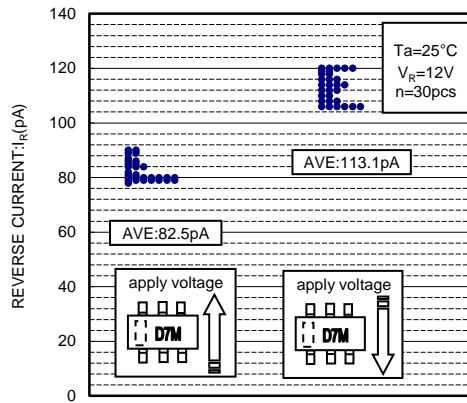 140
120
100
80
60
40
20
0
REVERSE CURRENT:IR(pA)
Ta=25°C
VR=12V
n=30pcs
AVE:113.1pA
AVE:82.5pA
apply voltage
D7M
apply voltage
D7M